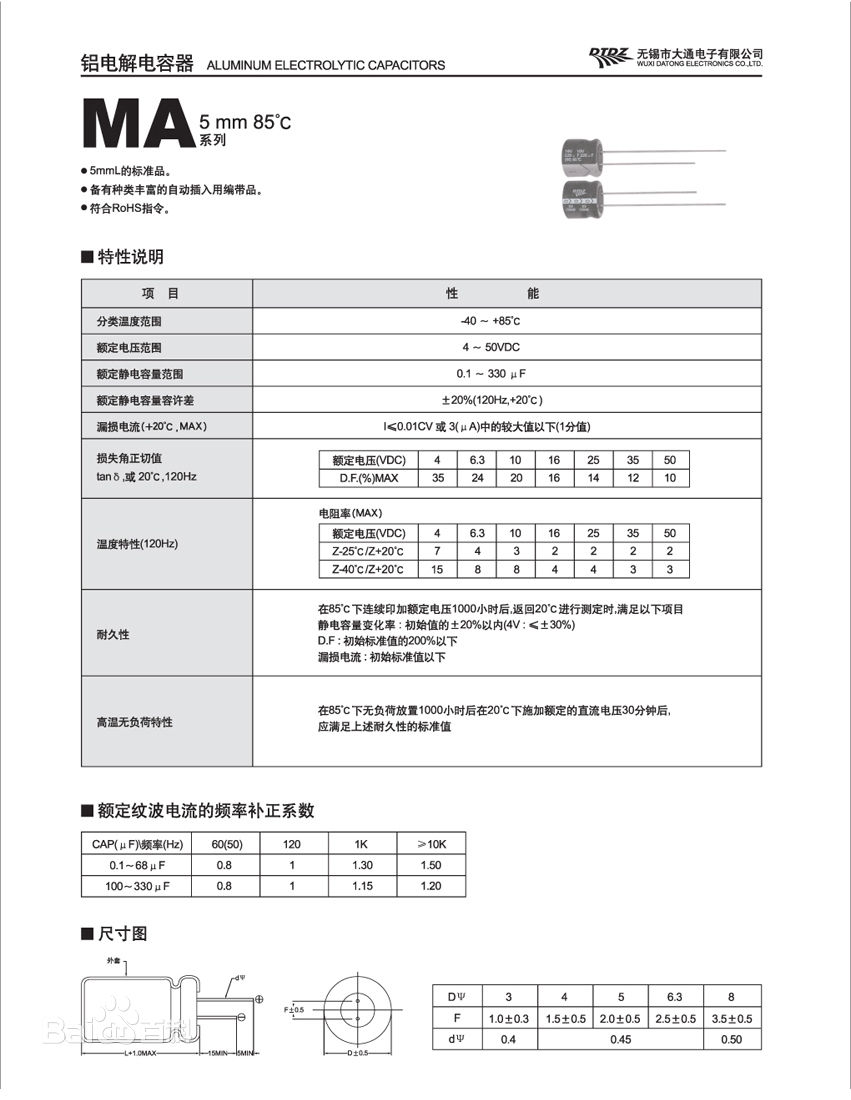 铝电解电容器 ALUMINUM ELECTROLYTIC CAPACITORS
DTDZ 无锡市大通电子有限公司
WUXI DATONG ELECTRONICS CO.,LTD.
MA 5 mm 85℃
系列
● 5mmL的标准品。
● 备有种类丰富的自动插入用编带品。
● 符合RoHS指令。
■ 特性说明
项 目 性 能
分类温度范围 -40 ～ +85℃
额定电压范围 4 ～ 50VDC
额定静电容量范围 0.1 ～ 330 μF
额定静电容量容许差 ±20%(120Hz,+20℃)
漏损电流(+20℃,MAX) I≤0.01CV 或 3(μA)中的较大值以下(1分值)
损失角正切值
tanδ,或 20℃,120Hz
额定电压(VDC) 4 6.3 10 16 25 35 50
D.F.(%)MAX 35 24 20 16 14 12 10
温度特性(120Hz)
电阻率(MAX)
额定电压(VDC) 4 6.3 10 16 25 35 50
Z-25℃/Z+20℃ 7 4 3 2 2 2 2
Z-40℃/Z+20℃ 15 8 8 4 4 3 3
耐久性
在85℃下连续印加额定电压1000小时后,返回20℃进行测定时,满足以下项目
静电容量变化率 : 初始值的±20%以内(4V : ≤±30%)
D.F : 初始标准值的200%以下
漏损电流 : 初始标准值以下
高温无负荷特性
在85℃下无负荷放置1000小时后在20℃下施加额定的直流电压30分钟后,
应满足上述耐久性的标准值
■ 额定纹波电流的频率补正系数
CAP(μF)\频率(Hz) 60(50) 120 1K ≥10K
0.1～68μF 0.8 1 1.30 1.50
100～330μF 0.8 1 1.15 1.20
■ 尺寸图
外套
dΨ
F±0.5
L+1.0MAX 15MIN 5MIN
D±0.5
DΨ 3 4 5 6.3 8
F 1.0±0.3 1.5±0.5 2.0±0.5 2.5±0.5 3.5±0.5
dΨ 0.4 0.45 0.50
Baidu百科